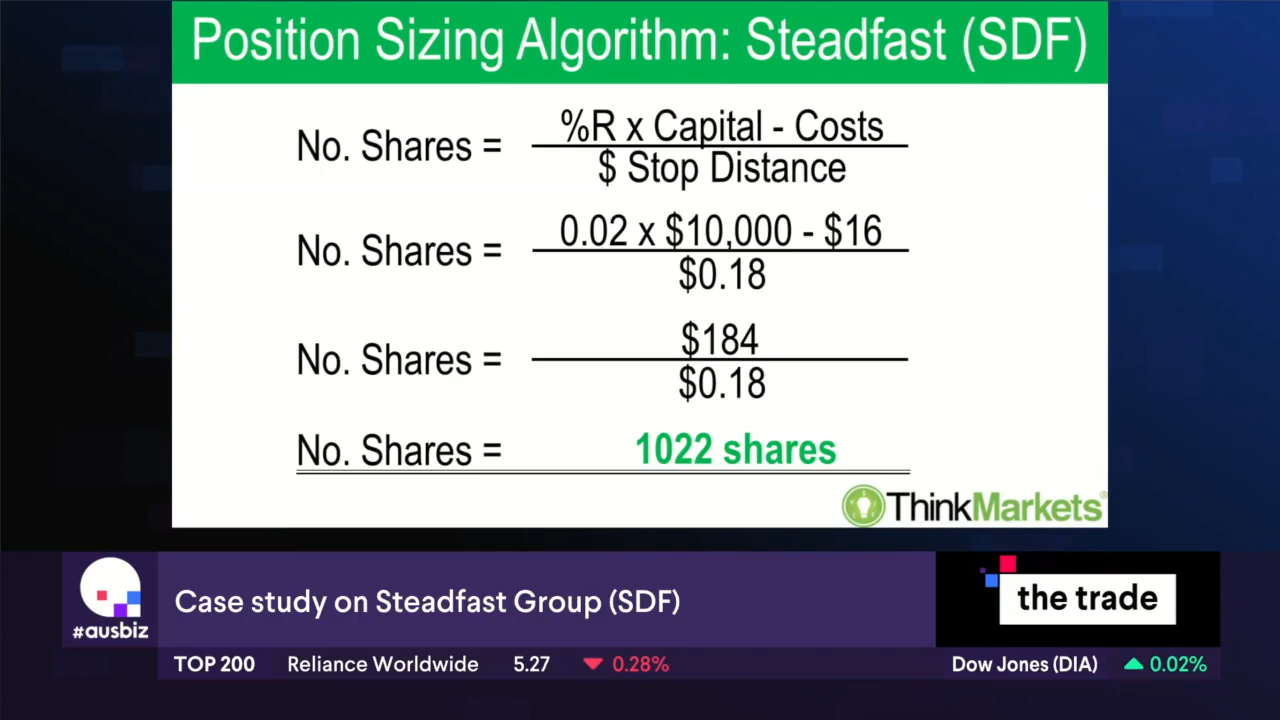 Position Sizing Algorithm: Steadfast (SDF)
No. Shares = %R x Capital - Costs
$ Stop Distance
No. Shares = 0.02 x $10,000 - $16
$0.18
No. Shares = $184
$0.18
No. Shares = 1022 shares
ThinkMarkets®
#ausbiz
Case study on Steadfast Group (SDF)
the trade
TOP 200 Reliance Worldwide 5.27 ▼ 0.28% Dow Jones (DIA) ▲ 0.02%